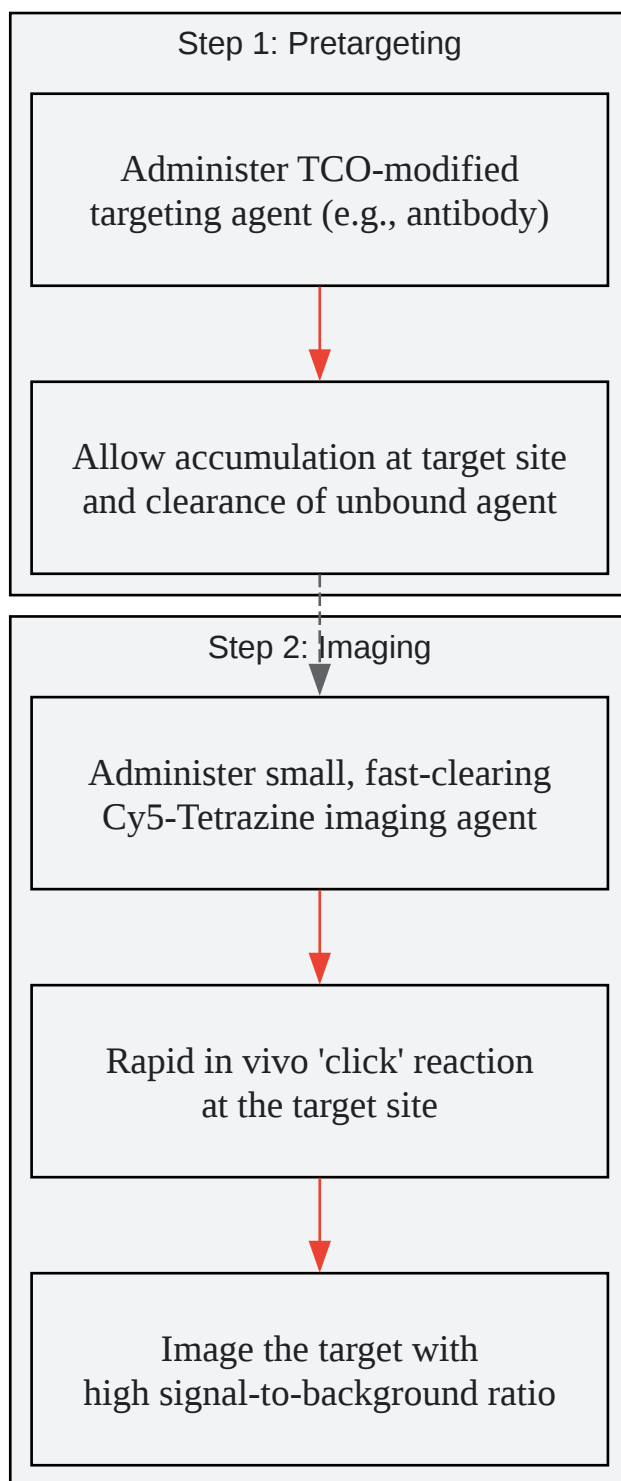 Step 1: Pretargeting
Administer TCO-modified
targeting agent (e.g., antibody)
Allow accumulation at target site
and clearance of unbound agent
Step 2: Imaging
Administer small, fast-clearing
Cy5-Tetrazine imaging agent
Rapid in vivo 'click' reaction
at the target site
Image the target with
high signal-to-background ratio